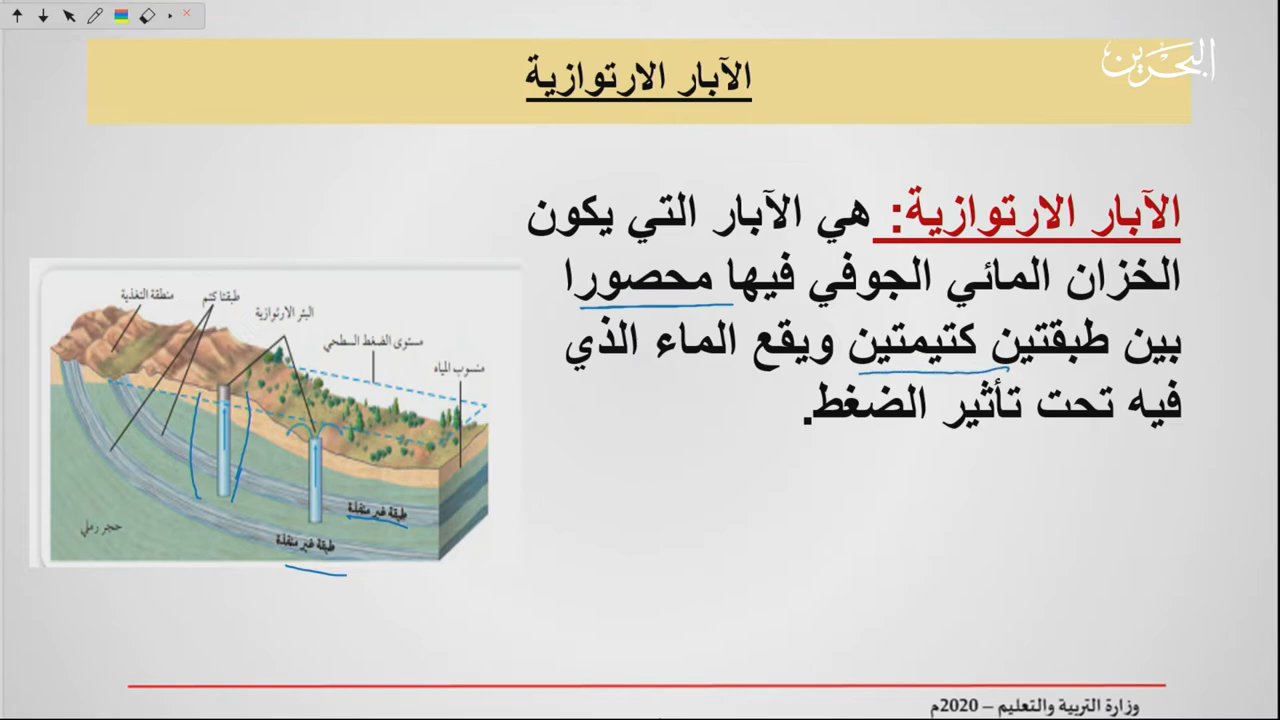 البحرين
الآبار الارتوازية
الآبار الارتوازية: هي الآبار التي يكون
الخزان المائي الجوفي فيها محصورا
بين طبقتين كتيمتين ويقع الماء الذي
فيه تحت تأثير الضغط.
منطقة التغذية
طبقتا كتم
البئر الارتوازية
مستوى الضغط السطحي
منسوب المياه
طبقة غير منفذة
طبقة غير منفذة
حجر رملي
وزارة التربية والتعليم – 2020م